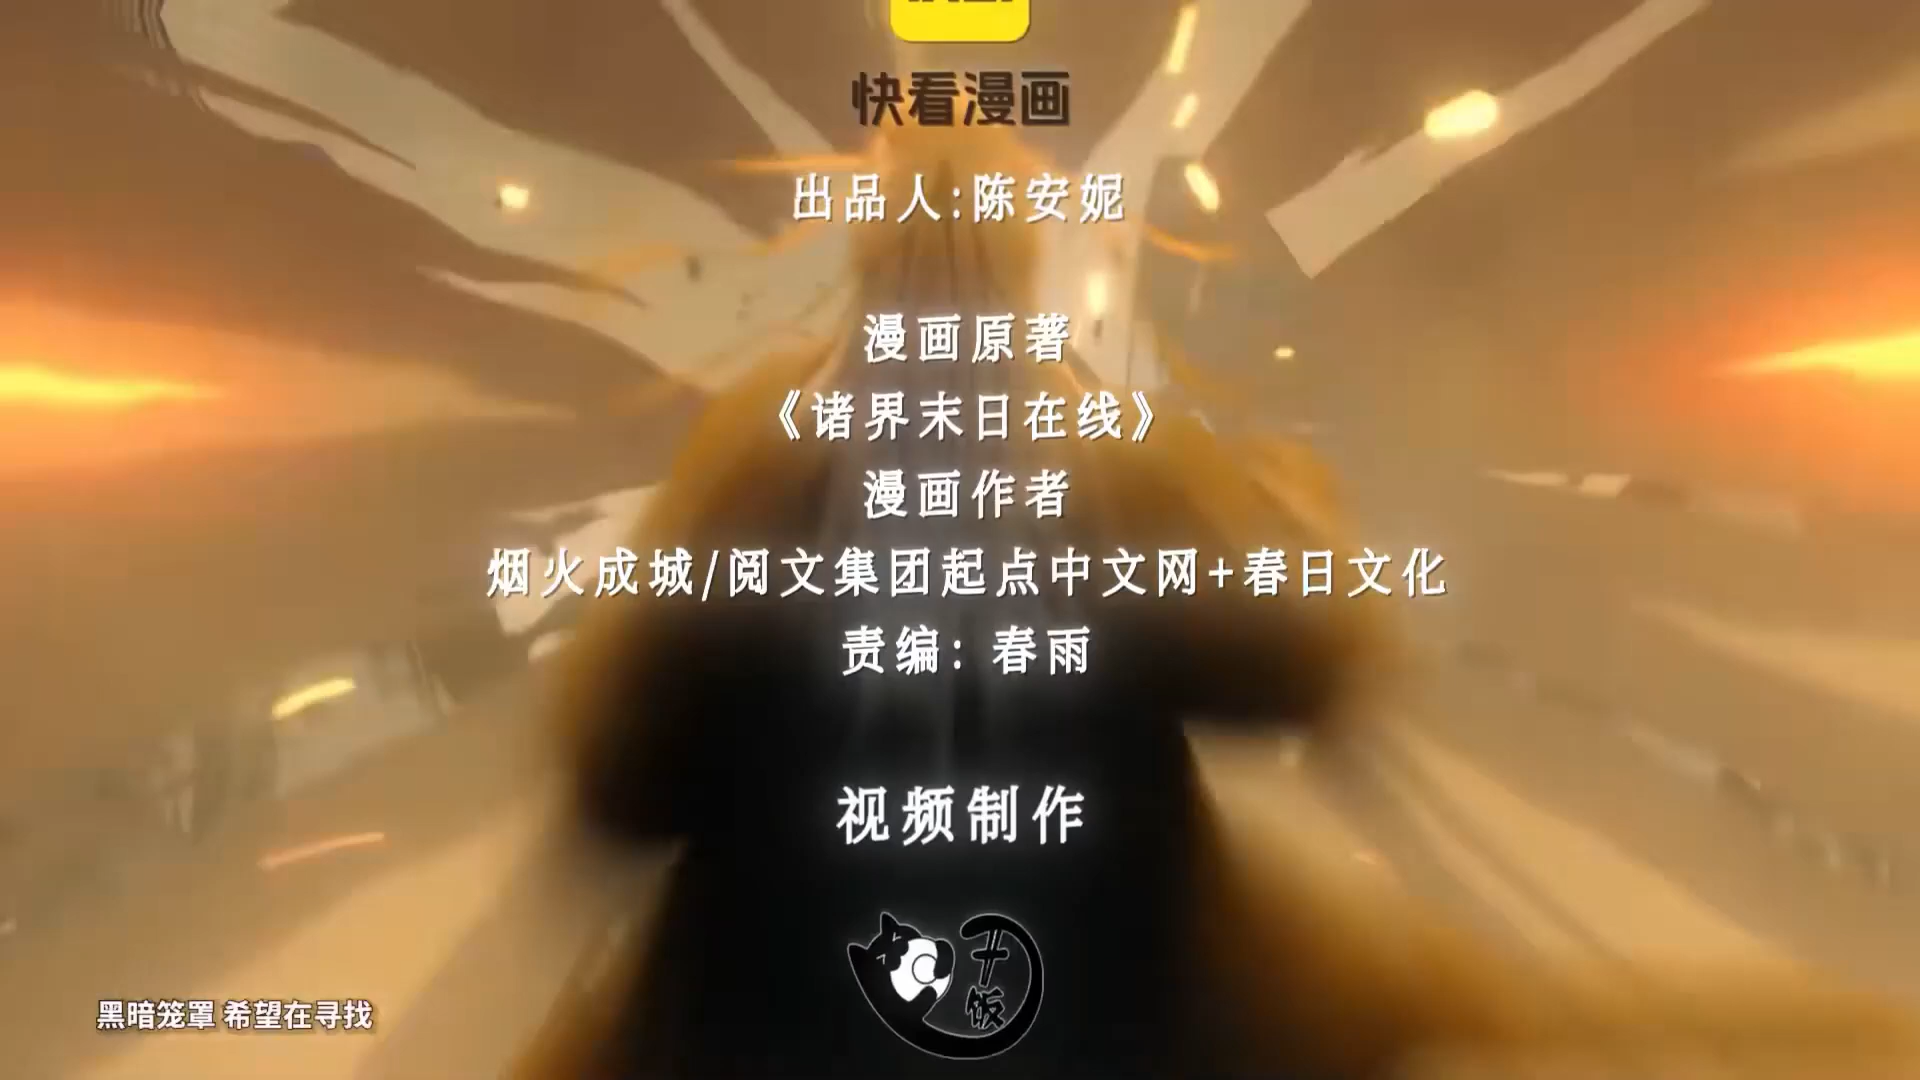 快看漫画
出品人:陈安妮
漫画原著
《诸界末日在线》
漫画作者
烟火成城/阅文集团起点中文网+春日文化
责编: 春雨
视频制作
开饭
黑暗笼罩 希望在寻找